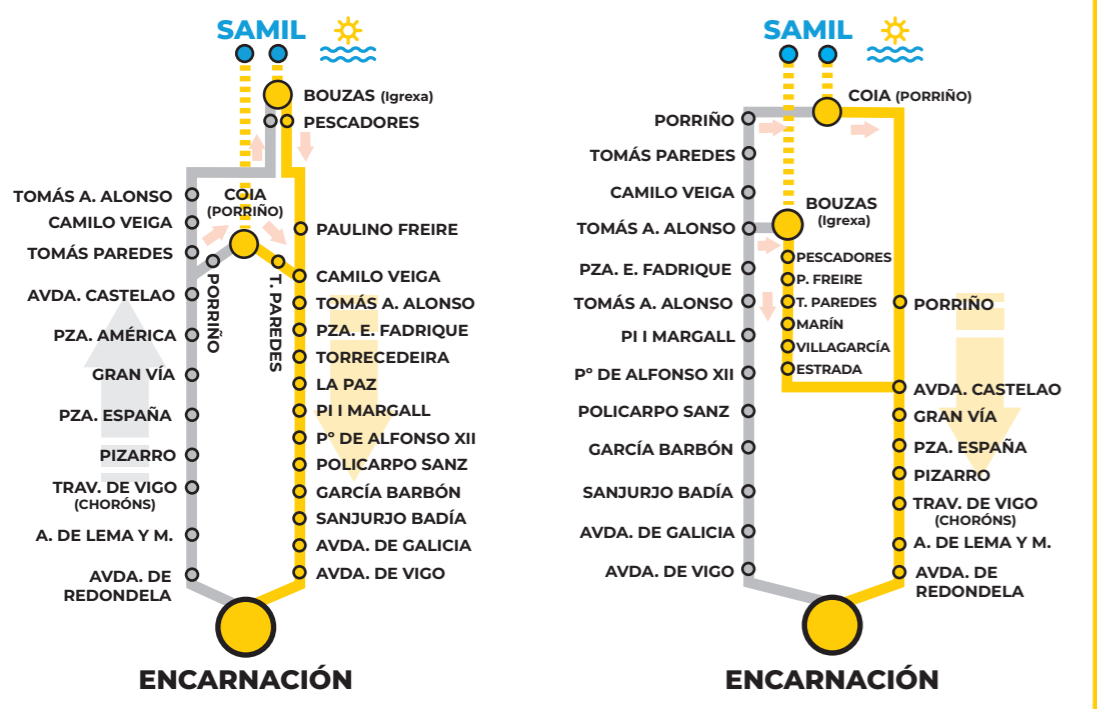 SAMIL
BOUZAS (Igrexa)
PESCADORES
TOMÁS A. ALONSO
CAMILO VEIGA
TOMÁS PAREDES
AVDA. CASTELAO
PZA. AMÉRICA
GRAN VÍA
PZA. ESPAÑA
PIZARRO
TRAV. DE VIGO
(CHORÓNS)
A. DE LEMA Y M.
AVDA. DE
REDONDELA
COIA
(PORRIÑO)
PORRIÑO
T. PAREDES
PAULINO FREIRE
CAMILO VEIGA
TOMÁS A. ALONSO
PZA. E. FADRIQUE
TORRECEDEIRA
LA PAZ
PI I MARGALL
Pº DE ALFONSO XII
POLICARPO SANZ
GARCÍA BARBÓN
SANJURJO BADÍA
AVDA. DE GALICIA
AVDA. DE VIGO
ENCARNACIÓN
SAMIL
COIA (PORRIÑO)
PORRIÑO
TOMÁS PAREDES
CAMILO VEIGA
TOMÁS A. ALONSO
PZA. E. FADRIQUE
TOMÁS A. ALONSO
PI I MARGALL
Pº DE ALFONSO XII
POLICARPO SANZ
GARCÍA BARBÓN
SANJURJO BADÍA
AVDA. DE GALICIA
AVDA. DE VIGO
BOUZAS
(Igrexa)
PESCADORES
P. FREIRE
T. PAREDES
MARÍN
VILLAGARCÍA
ESTRADA
PORRIÑO
AVDA. CASTELAO
GRAN VÍA
PZA. ESPAÑA
PIZARRO
TRAV. DE VIGO
(CHORÓNS)
A. DE LEMA Y M.
AVDA. DE
REDONDELA
ENCARNACIÓN